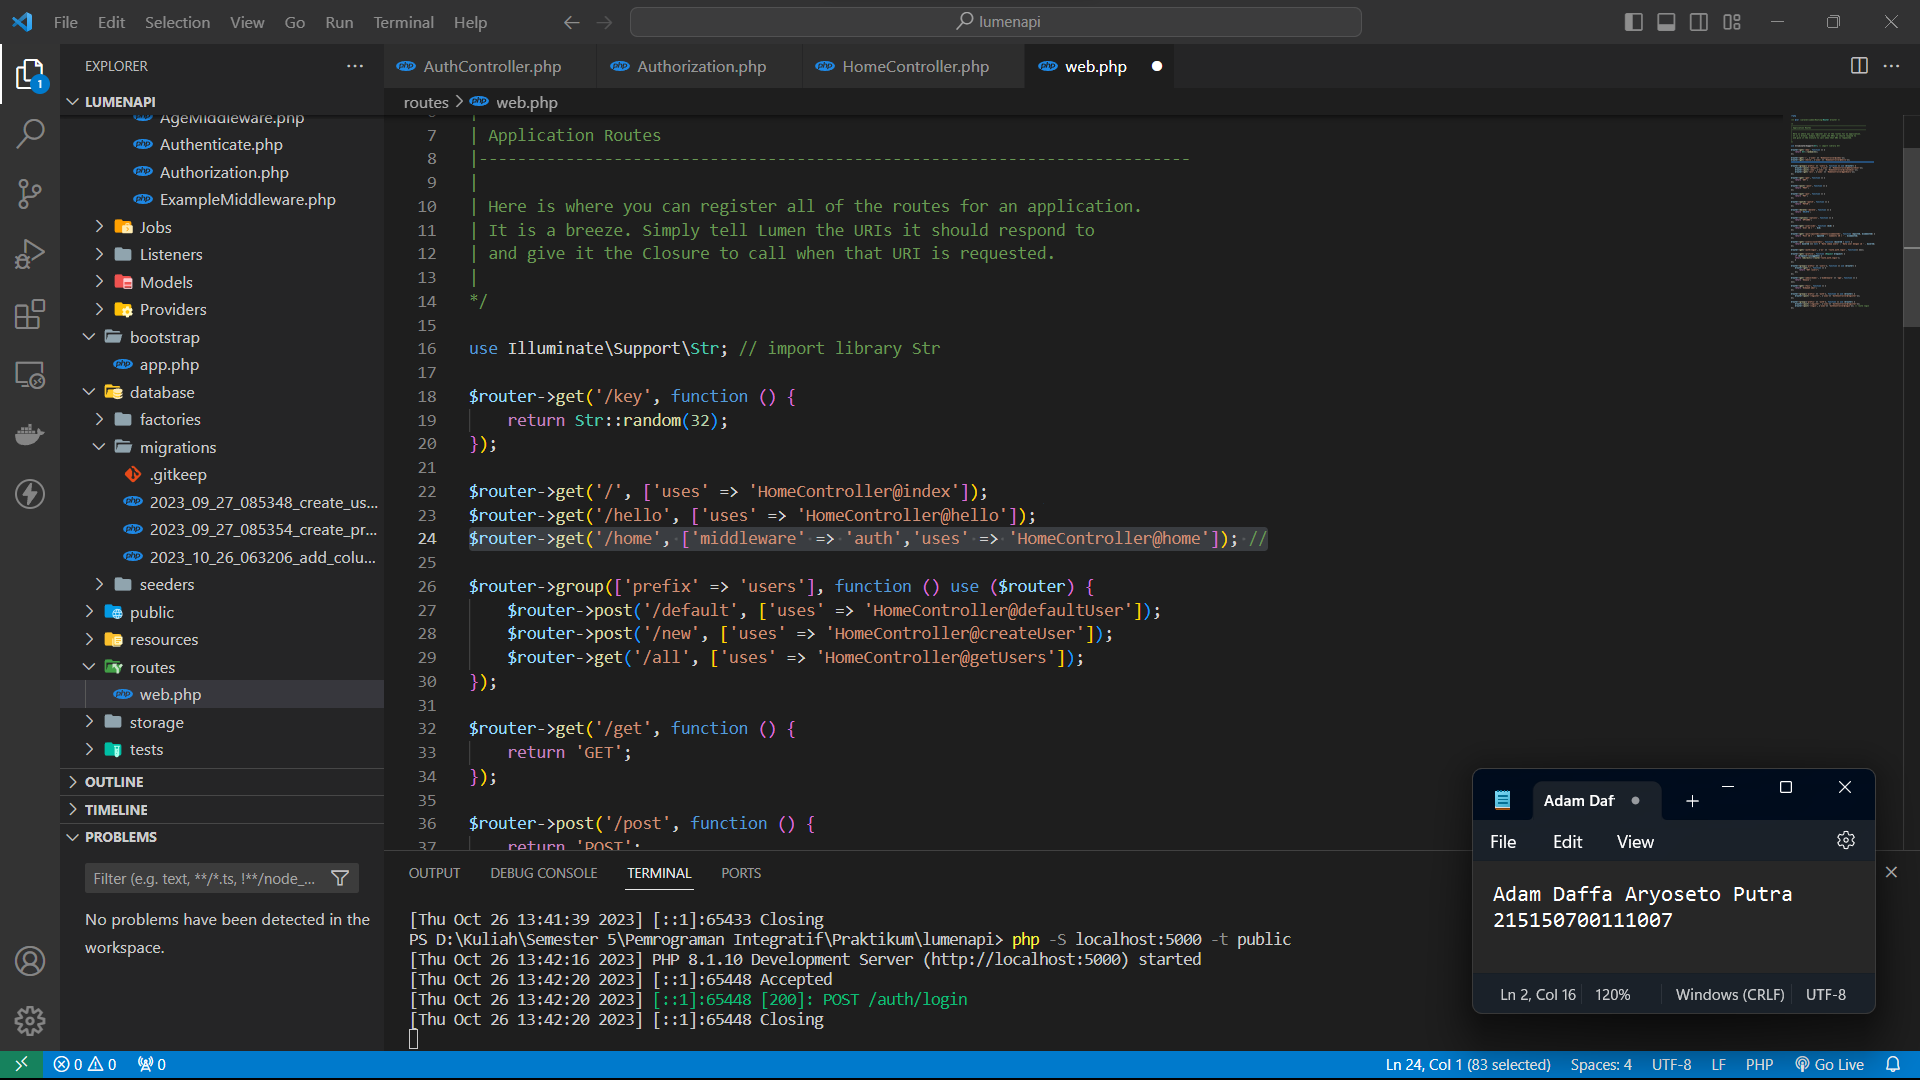 File Edit Selection View Go Run Terminal Help
lumenapi
EXPLORER
LUMENAPI
AgeMiddleware.php
Authenticate.php
Authorization.php
ExampleMiddleware.php
Jobs
Listeners
Models
Providers
bootstrap
app.php
database
factories
migrations
.gitkeep
2023_09_27_085348_create_us...
2023_09_27_085354_create_pr...
2023_10_26_063206_add_colu...
seeders
public
resources
routes
web.php
storage
tests
OUTLINE
TIMELINE
PROBLEMS
Filter (e.g. text, **/*.ts, !**/node_...
No problems have been detected in the
workspace.
AuthController.php Authorization.php HomeController.php web.php
routes > web.php
7 | Application Routes
8 |--------------------------------------------------------------------------
9 |
10 | Here is where you can register all of the routes for an application.
11 | It is a breeze. Simply tell Lumen the URIs it should respond to
12 | and give it the Closure to call when that URI is requested.
13 |
14 */
15
16 use Illuminate\Support\Str; // import library Str
17
18 $router->get('/key', function () {
19 return Str::random(32);
20 });
21
22 $router->get('/', ['uses' => 'HomeController@index']);
23 $router->get('/hello', ['uses' => 'HomeController@hello']);
24 $router->get('/home', ['middleware' => 'auth','uses' => 'HomeController@home']); //
25
26 $router->group(['prefix' => 'users'], function () use ($router) {
27 $router->post('/default', ['uses' => 'HomeController@defaultUser']);
28 $router->post('/new', ['uses' => 'HomeController@createUser']);
29 $router->get('/all', ['uses' => 'HomeController@getUsers']);
30 });
31
32 $router->get('/get', function () {
33 return 'GET';
34 });
35
36 $router->post('/post', function () {
37 return 'POST';
OUTPUT DEBUG CONSOLE TERMINAL PORTS
[Thu Oct 26 13:41:39 2023] [::1]:65433 Closing
PS D:\Kuliah\Semester 5\Pemrograman Integratif\Praktikum\lumenapi> php -S localhost:5000 -t public
[Thu Oct 26 13:42:16 2023] PHP 8.1.10 Development Server (http://localhost:5000) started
[Thu Oct 26 13:42:20 2023] [::1]:65448 Accepted
[Thu Oct 26 13:42:20 2023] [::1]:65448 [200]: POST /auth/login
[Thu Oct 26 13:42:20 2023] [::1]:65448 Closing
Adam Daf
File Edit View
Adam Daffa Aryoseto Putra
215150700111007
Ln 2, Col 16 120% Windows (CRLF) UTF-8
0 0 0 Ln 24, Col 1 (83 selected) Spaces: 4 UTF-8 LF PHP Go Live